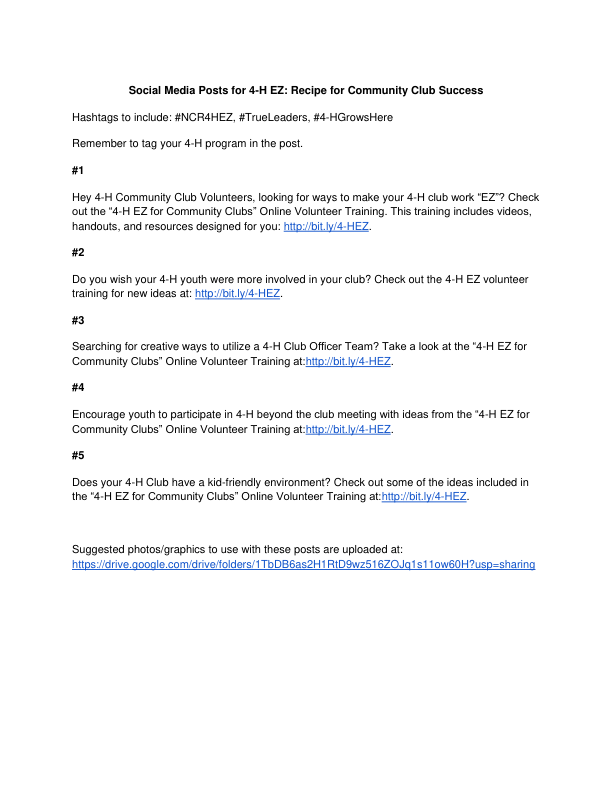 Social Media Posts for 4-H EZ: Recipe for Community Club Success
Hashtags to include: #NCR4HEZ, #TrueLeaders, #4-HGrowsHere
Remember to tag your 4-H program in the post.
#1
Hey 4-H Community Club Volunteers, looking for ways to make your 4-H club work “EZ”? Check
out the “4-H EZ for Community Clubs” Online Volunteer Training. This training includes videos,
handouts, and resources designed for you: http://bit.ly/4-HEZ.
#2
Do you wish your 4-H youth were more involved in your club? Check out the 4-H EZ volunteer
training for new ideas at: http://bit.ly/4-HEZ.
#3
Searching for creative ways to utilize a 4-H Club Officer Team? Take a look at the “4-H EZ for
Community Clubs” Online Volunteer Training at:http://bit.ly/4-HEZ.
#4
Encourage youth to participate in 4-H beyond the club meeting with ideas from the “4-H EZ for
Community Clubs” Online Volunteer Training at:http://bit.ly/4-HEZ.
#5
Does your 4-H Club have a kid-friendly environment? Check out some of the ideas included in
the “4-H EZ for Community Clubs” Online Volunteer Training at:http://bit.ly/4-HEZ.
Suggested photos/graphics to use with these posts are uploaded at:
https://drive.google.com/drive/folders/1TbDB6as2H1RtD9wz516ZOJq1s11ow60H?usp=sharing